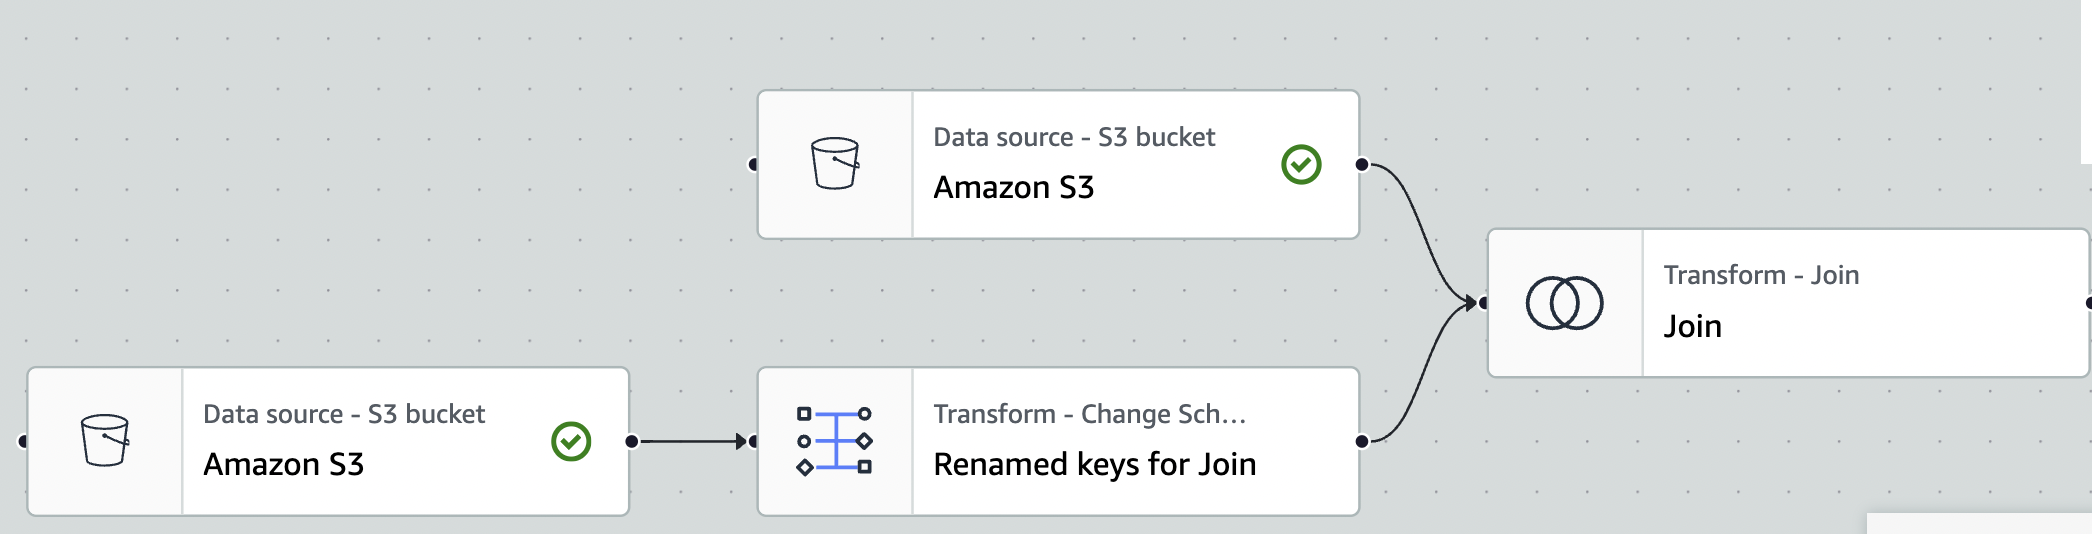 Data source - S3 bucket
Amazon S3
Transform - Join
Join
Data source - S3 bucket
Amazon S3
Transform - Change Sch...
Renamed keys for Join